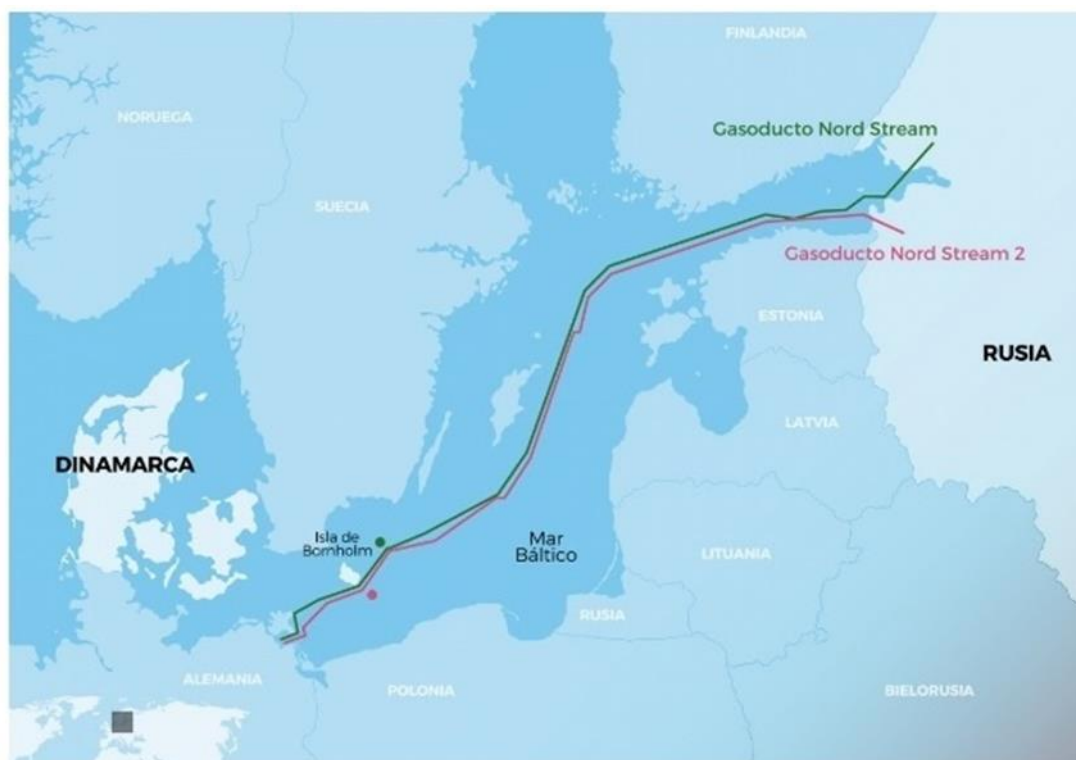 FINLANDIA
NORUEGA
Gasoducto Nord Stream
SUECIA
Gasoducto Nord Stream 2
ESTONIA
RUSIA
LATVIA
DINAMARCA
Isla de
Bornholm
Mar
Báltico
LITUANIA
RUSIA
ALEMANIA
POLONIA
BIELORUSIA